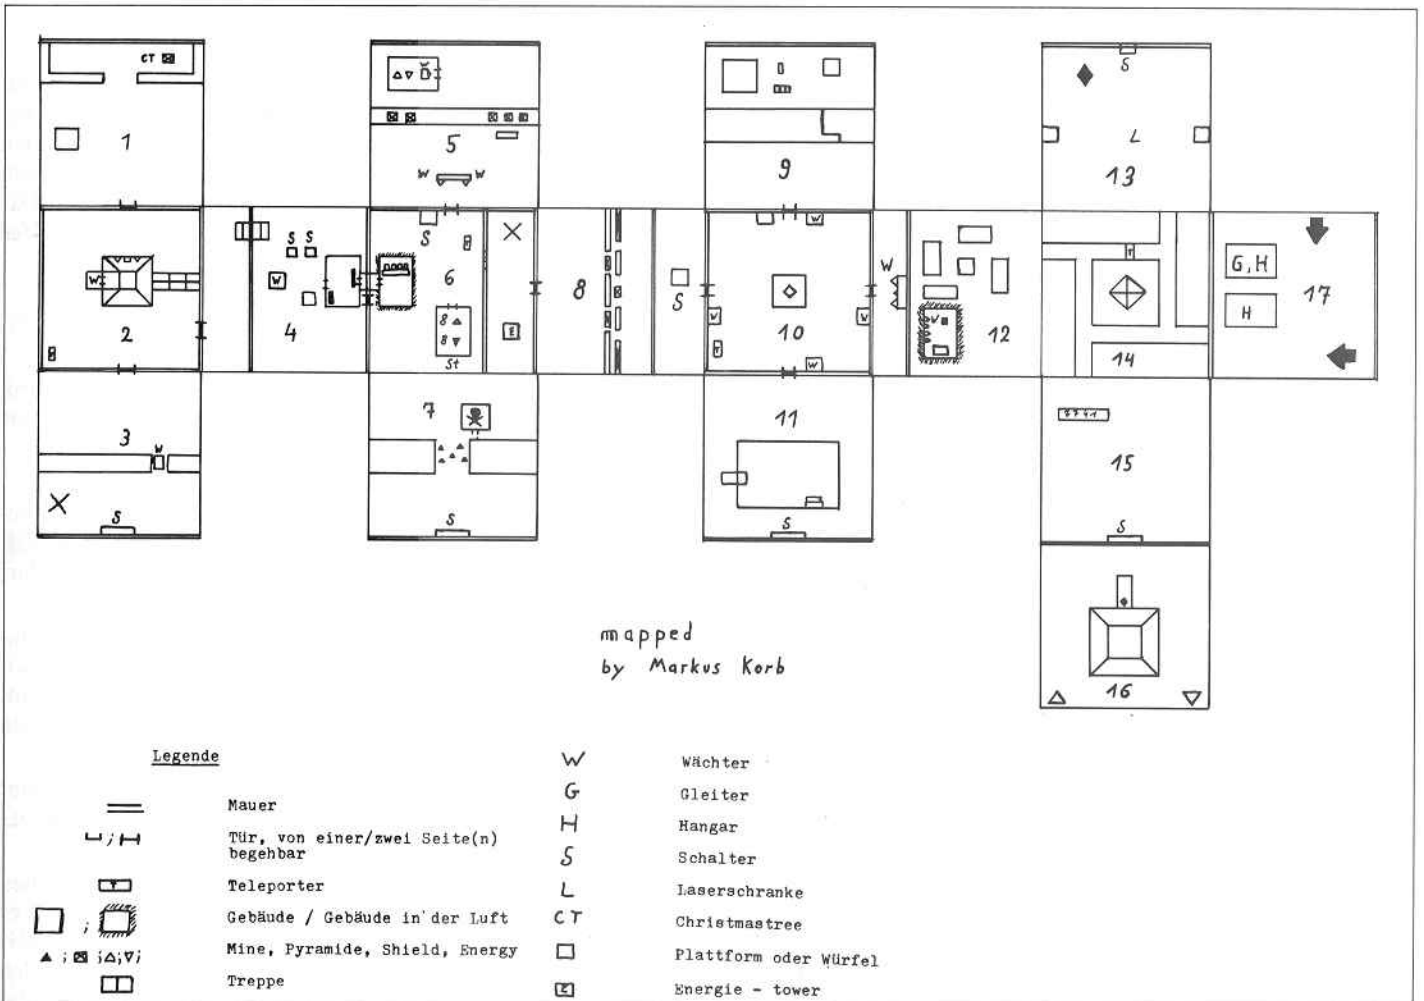 CT
1
W
5
W W
9
S
L
13
W
2
S S
W
4
S
6
8
8
St
E
8
S
W
W
10
W
T
W
W
W
12
T
14
G, H
H
17
3
W
S
7
S
11
S
15
S
16
mapped
by Markus Korb
Legende
Mauer
Tür, von einer/zwei Seite(n)
begehbar
T Teleporter
Gebäude / Gebäude in der Luft
Mine, Pyramide, Shield, Energy
Treppe
W Wächter
G Gleiter
H Hangar
S Schalter
L Laserschranke
CT Christmastree
Plattform oder Würfel
E Energie - tower